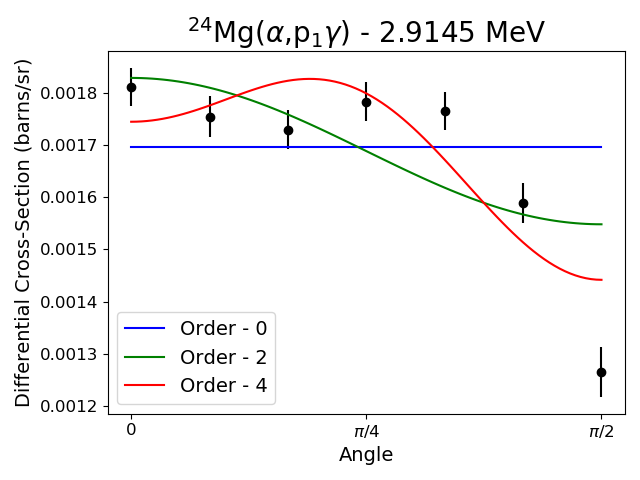 ²⁴Mg(α,p₁γ) - 2.9145 MeV
Differential Cross-Section (barns/sr)
0.0018
0.0017
0.0016
0.0015
0.0014
0.0013
0.0012
Order - 0
Order - 2
Order - 4
0 π/4 π/2
Angle